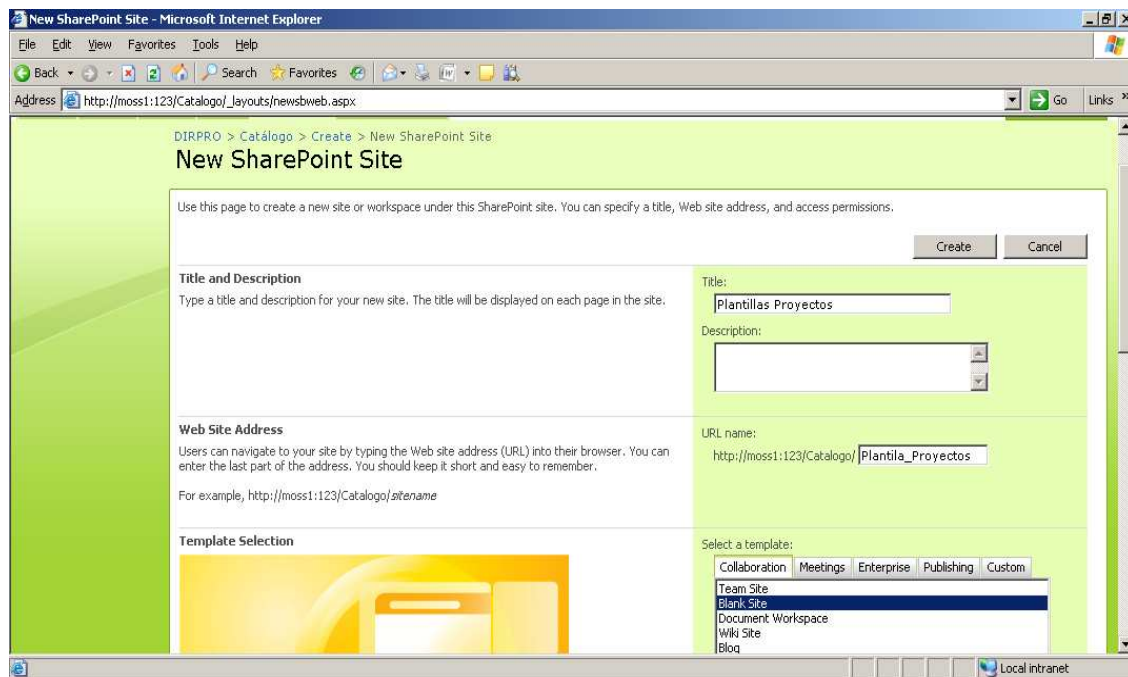 New SharePoint Site - Microsoft Internet Explorer
File Edit View Favorites Tools Help
Back Search Favorites
Address http://moss1:123/Catalogo/_layouts/newsbweb.aspx Go Links »
DIRPRO > Catálogo > Create > New SharePoint Site
New SharePoint Site
Use this page to create a new site or workspace under this SharePoint site. You can specify a title, Web site address, and access permissions.
Create Cancel
Title and Description
Type a title and description for your new site. The title will be displayed on each page in the site.
Title:
Plantillas Proyectos
Description:
Web Site Address
Users can navigate to your site by typing the Web site address (URL) into their browser. You can
enter the last part of the address. You should keep it short and easy to remember.
For example, http://moss1:123/Catalogo/sitename
URL name:
http://moss1:123/Catalogo/ Plantila_Proyectos
Template Selection
Select a template:
Collaboration Meetings Enterprise Publishing Custom
Team Site
Blank Site
Document Workspace
Wiki Site
Blog
Local intranet